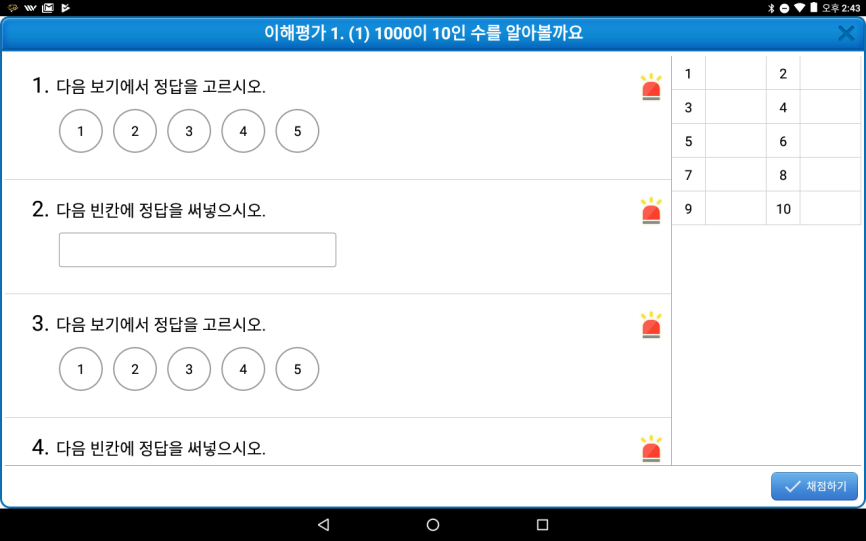 오후 2:43
이해평가 1. (1) 1000이 10인 수를 알아볼까요
1. 다음 보기에서 정답을 고르시오.
1 2 3 4 5
2. 다음 빈칸에 정답을 써넣으시오.
3. 다음 보기에서 정답을 고르시오.
1 2 3 4 5
4. 다음 빈칸에 정답을 써넣으시오.
1 2
3 4
5 6
7 8
9 10
채점하기